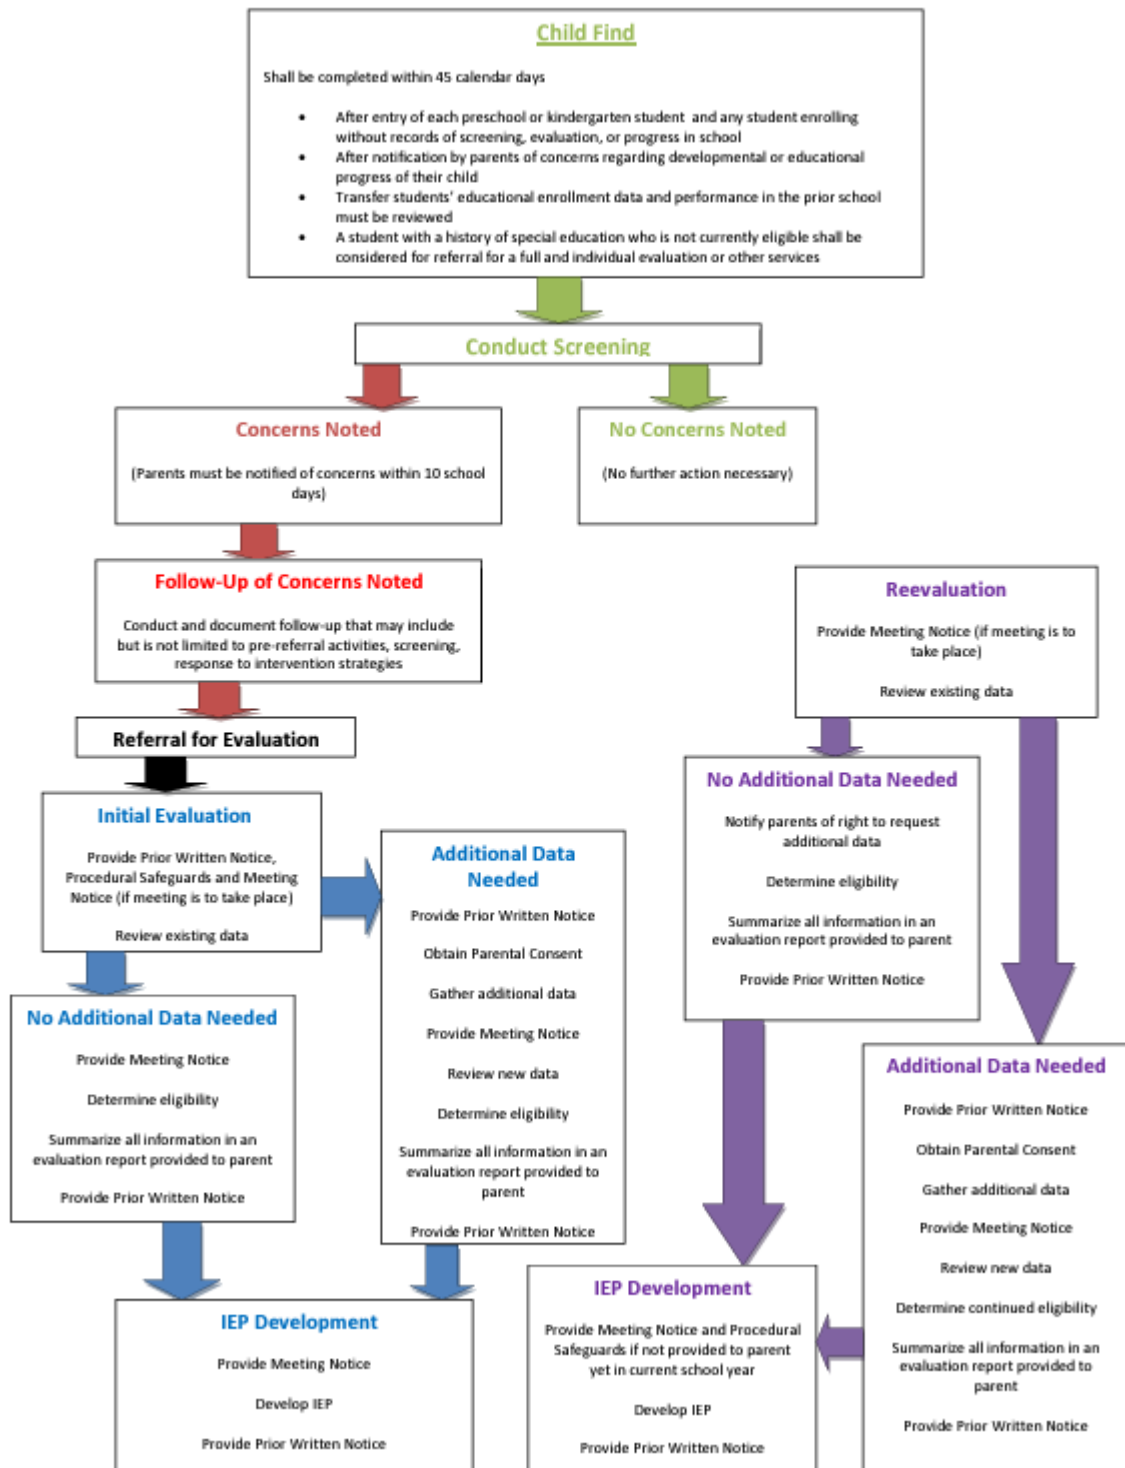 Child Find
Shall be completed within 45 calendar days
• After entry of each preschool or kindergarten student and any student enrolling
without records of screening, evaluation, or progress in school
• After notification by parents of concerns regarding developmental or educational
progress of their child
• Transfer students' educational enrollment data and performance in the prior school
must be reviewed
• A student with a history of special education who is not currently eligible shall be
considered for referral for a full and individual evaluation or other services
Conduct Screening
Concerns Noted
(Parents must be notified of concerns within 10 school
days)
No Concerns Noted
(No further action necessary)
Follow-Up of Concerns Noted
Conduct and document follow-up that may include
but is not limited to pre-referral activities, screening,
response to intervention strategies
Referral for Evaluation
Initial Evaluation
Provide Prior Written Notice,
Procedural Safeguards and Meeting
Notice (if meeting is to take place)
Review existing data
No Additional Data Needed
Provide Meeting Notice
Determine eligibility
Summarize all information in an
evaluation report provided to parent
Provide Prior Written Notice
Additional Data
Needed
Provide Prior Written Notice
Obtain Parental Consent
Gather additional data
Provide Meeting Notice
Review new data
Determine eligibility
Summarize all information in an
evaluation report provided to
parent
Provide Prior Written Notice
IEP Development
Provide Meeting Notice
Develop IEP
Provide Prior Written Notice
Reevaluation
Provide Meeting Notice (if meeting is to
take place)
Review existing data
No Additional Data Needed
Notify parents of right to request
additional data
Determine eligibility
Summarize all information in an
evaluation report provided to parent
Provide Prior Written Notice
Additional Data Needed
Provide Prior Written Notice
Obtain Parental Consent
Gather additional data
Provide Meeting Notice
Review new data
Determine continued eligibility
Summarize all information in an
evaluation report provided to
parent
Provide Prior Written Notice
IEP Development
Provide Meeting Notice and Procedural
Safeguards if not provided to parent
yet in current school year
Develop IEP
Provide Prior Written Notice